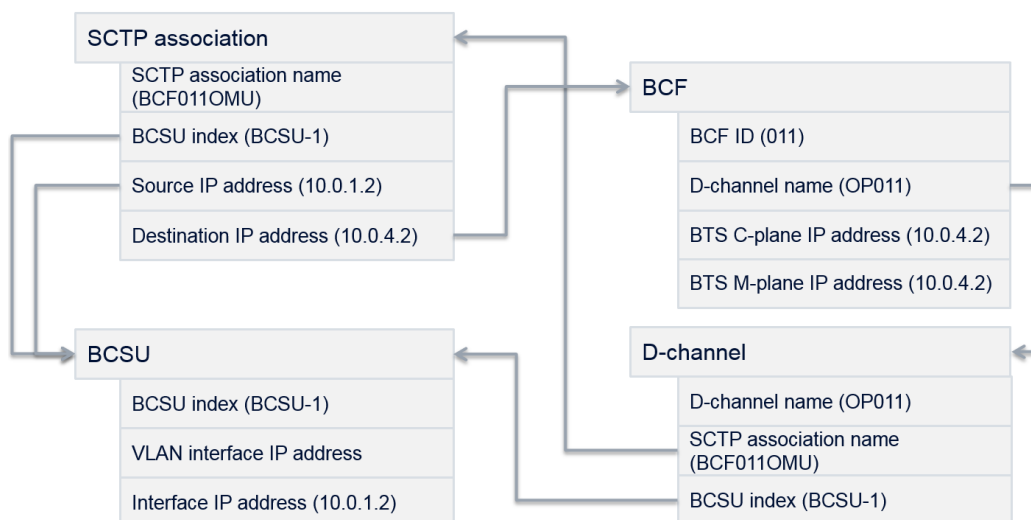 SCTP association
SCTP association name
(BCF011OMU)
BCSU index (BCSU-1)
Source IP address (10.0.1.2)
Destination IP address (10.0.4.2)
BCF
BCF ID (011)
D-channel name (OP011)
BTS C-plane IP address (10.0.4.2)
BTS M-plane IP address (10.0.4.2)
BCSU
BCSU index (BCSU-1)
VLAN interface IP address
Interface IP address (10.0.1.2)
D-channel
D-channel name (OP011)
SCTP association name
(BCF011OMU)
BCSU index (BCSU-1)